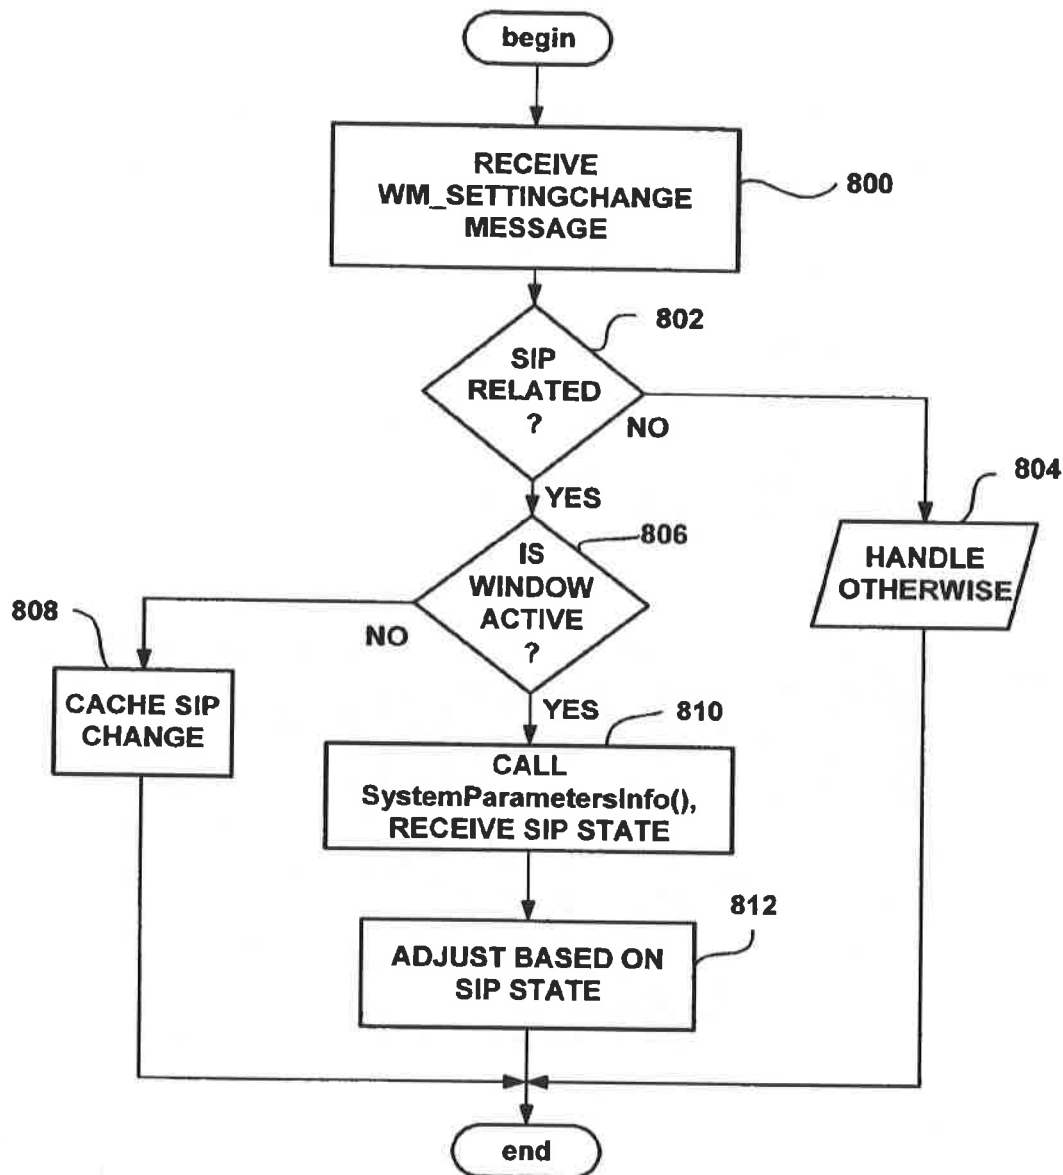 begin
RECEIVE
WM_SETTINGCHANGE
MESSAGE
800
802
SIP
RELATED
?
NO
YES
804
HANDLE
OTHERWISE
806
IS
WINDOW
ACTIVE
?
NO
YES
808
CACHE SIP
CHANGE
810
CALL
SystemParametersInfo(),
RECEIVE SIP STATE
812
ADJUST BASED ON
SIP STATE
end